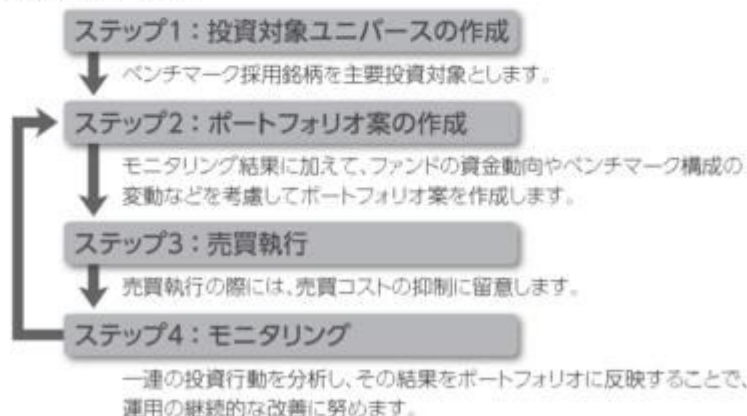 ステップ1：投資対象ユニバースの作成
ベンチマーク採用銘柄を主要投資対象とします。
ステップ2：ポートフォリオ案の作成
モニタリング結果に加えて、ファンドの資金動向やベンチマーク構成の
変動などを考慮してポートフォリオ案を作成します。
ステップ3：売買執行
売買執行の際には、売買コストの抑制に留意します。
ステップ4：モニタリング
一連の投資行動を分析し、その結果をポートフォリオに反映することで、
運用の継続的な改善に努めます。